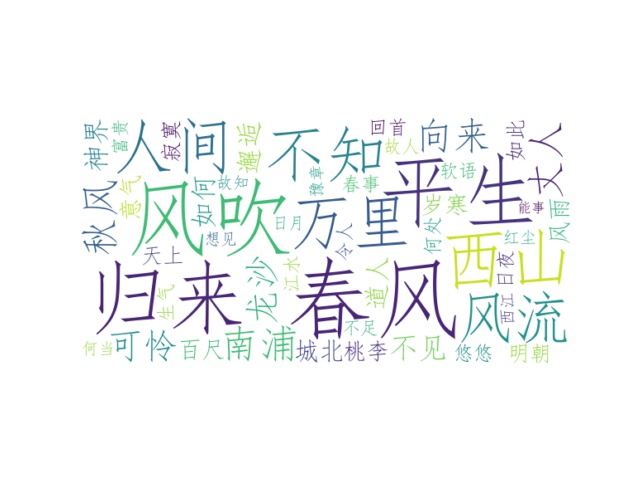 神界
富贵
人间
寂寞
邂逅
不知
回首
故人
向来
如此
丈人
秋风
意气
风吹
如何
故知
想见
日月
豫章
春事
万里
令人
平生
软语
岁寒
何处
能事
风雨
天上
归来
生气
龙沙
江水
春风
道人
西山
红尘
日夜
西江
风流
何当
可怜
百尺
南浦
城北
桃李
不足
不见
悠悠
明朝